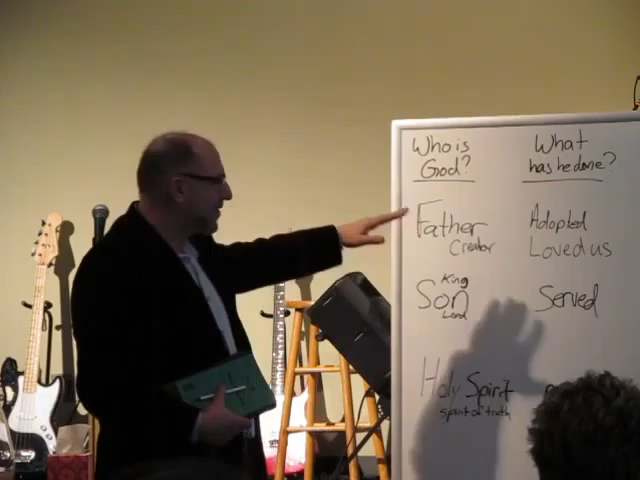 Who is
God?
What
has he done?
Father
Creator
Adopted
Loved us
King
Son
Lord
Served
Holy Spirit
spirit of truth